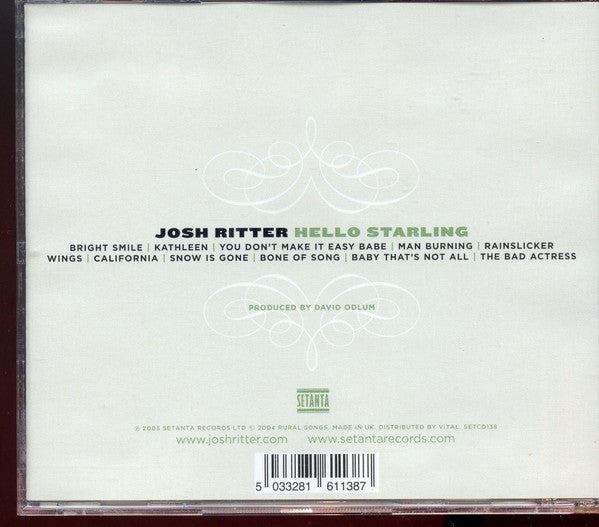 JOSH RITTER HELLO STARLING
BRIGHT SMILE | KATHLEEN | YOU DON'T MAKE IT EASY BABE | MAN BURNING | RAINSLICKER
WINGS | CALIFORNIA | SNOW IS GONE | BONE OF SONG | BABY THAT'S NOT ALL | THE BAD ACTRESS
PRODUCED BY DAVID ODLUM
SETANTA
℗ 2003 SETANTA RECORDS LTD © 2004 RURAL SONGS. MADE IN UK. DISTRIBUTED BY VITAL. SETCD138
www.joshritter.com www.setantarecords.com
5 033281 611387